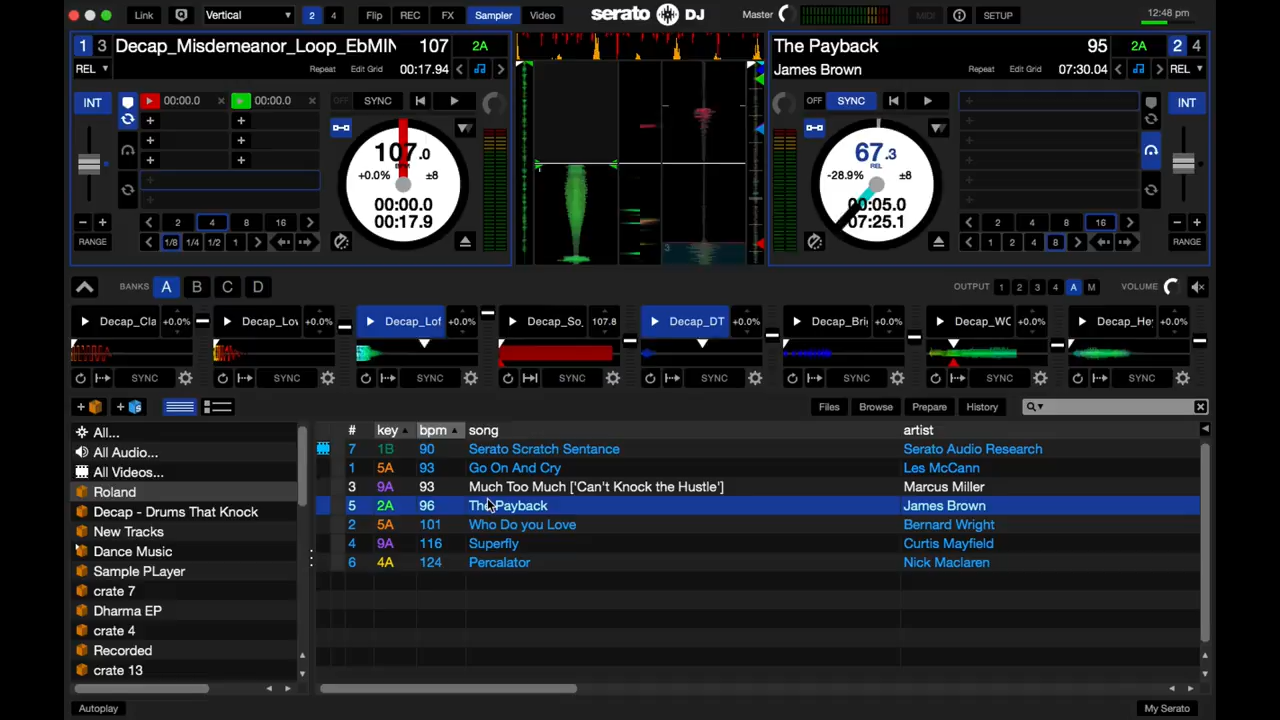 Link Vertical 2 4 Flip REC FX Sampler Video serato DJ Master MIDI SETUP 12:48 pm
1 3 Decap_Misdemeanor_Loop_EbMIN 107 2A
REL Repeat Edit Grid 00:17.94
INT 00:00.0 00:00.0 OFF SYNC
107.0
BPM
+0.0% ±8
00:00.0
00:17.9
2 4 8 16
RANGE 1/8 1/4 1/2 1
3
The Payback 95 2A 2 4
James Brown Repeat Edit Grid 07:30.04 REL
OFF SYNC INT
67.3
REL
-28.9% ±8
00:05.0
07:25.1
2 4 8 16
1 2 4 8 RANGE
BANKS A B C D OUTPUT 1 2 3 4 A M VOLUME
Decap_Cla +0.0% Decap_Lov +0.0% Decap_Lof +0.0% Decap_So_ 107.8 Decap_DT +0.0% Decap_Bri +0.0% Decap_WC +0.0% Decap_He +0.0%
SYNC SYNC SYNC SYNC SYNC SYNC SYNC SYNC
Files Browse Prepare History
All...
All Audio...
All Videos...
Roland
Decap - Drums That Knock
New Tracks
Dance Music
Sample PLayer
crate 7
Dharma EP
crate 4
Recorded
crate 13
# key bpm song artist
7 1B 90 Serato Scratch Sentance Serato Audio Research
1 5A 93 Go On And Cry Les McCann
3 9A 93 Much Too Much ['Can't Knock the Hustle'] Marcus Miller
5 2A 96 The Payback James Brown
2 5A 101 Who Do you Love Bernard Wright
4 9A 116 Superfly Curtis Mayfield
6 4A 124 Percalator Nick Maclaren
Autoplay My Serato